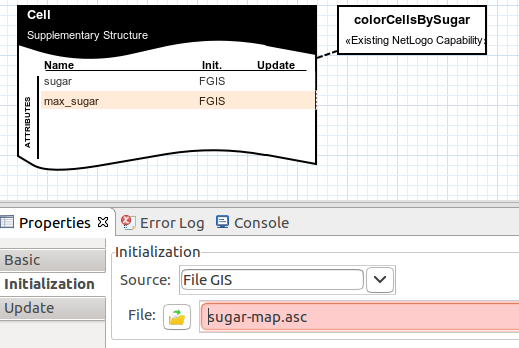 Cell
Supplementary Structure
Name Init. Update
sugar FGIS
max_sugar FGIS
ATTRIBUTES
colorCellsBySugar
«Existing NetLogo Capability»
Properties Error Log Console
Basic
Initialization
Update
Initialization
Source: File GIS
File: sugar-map.asc